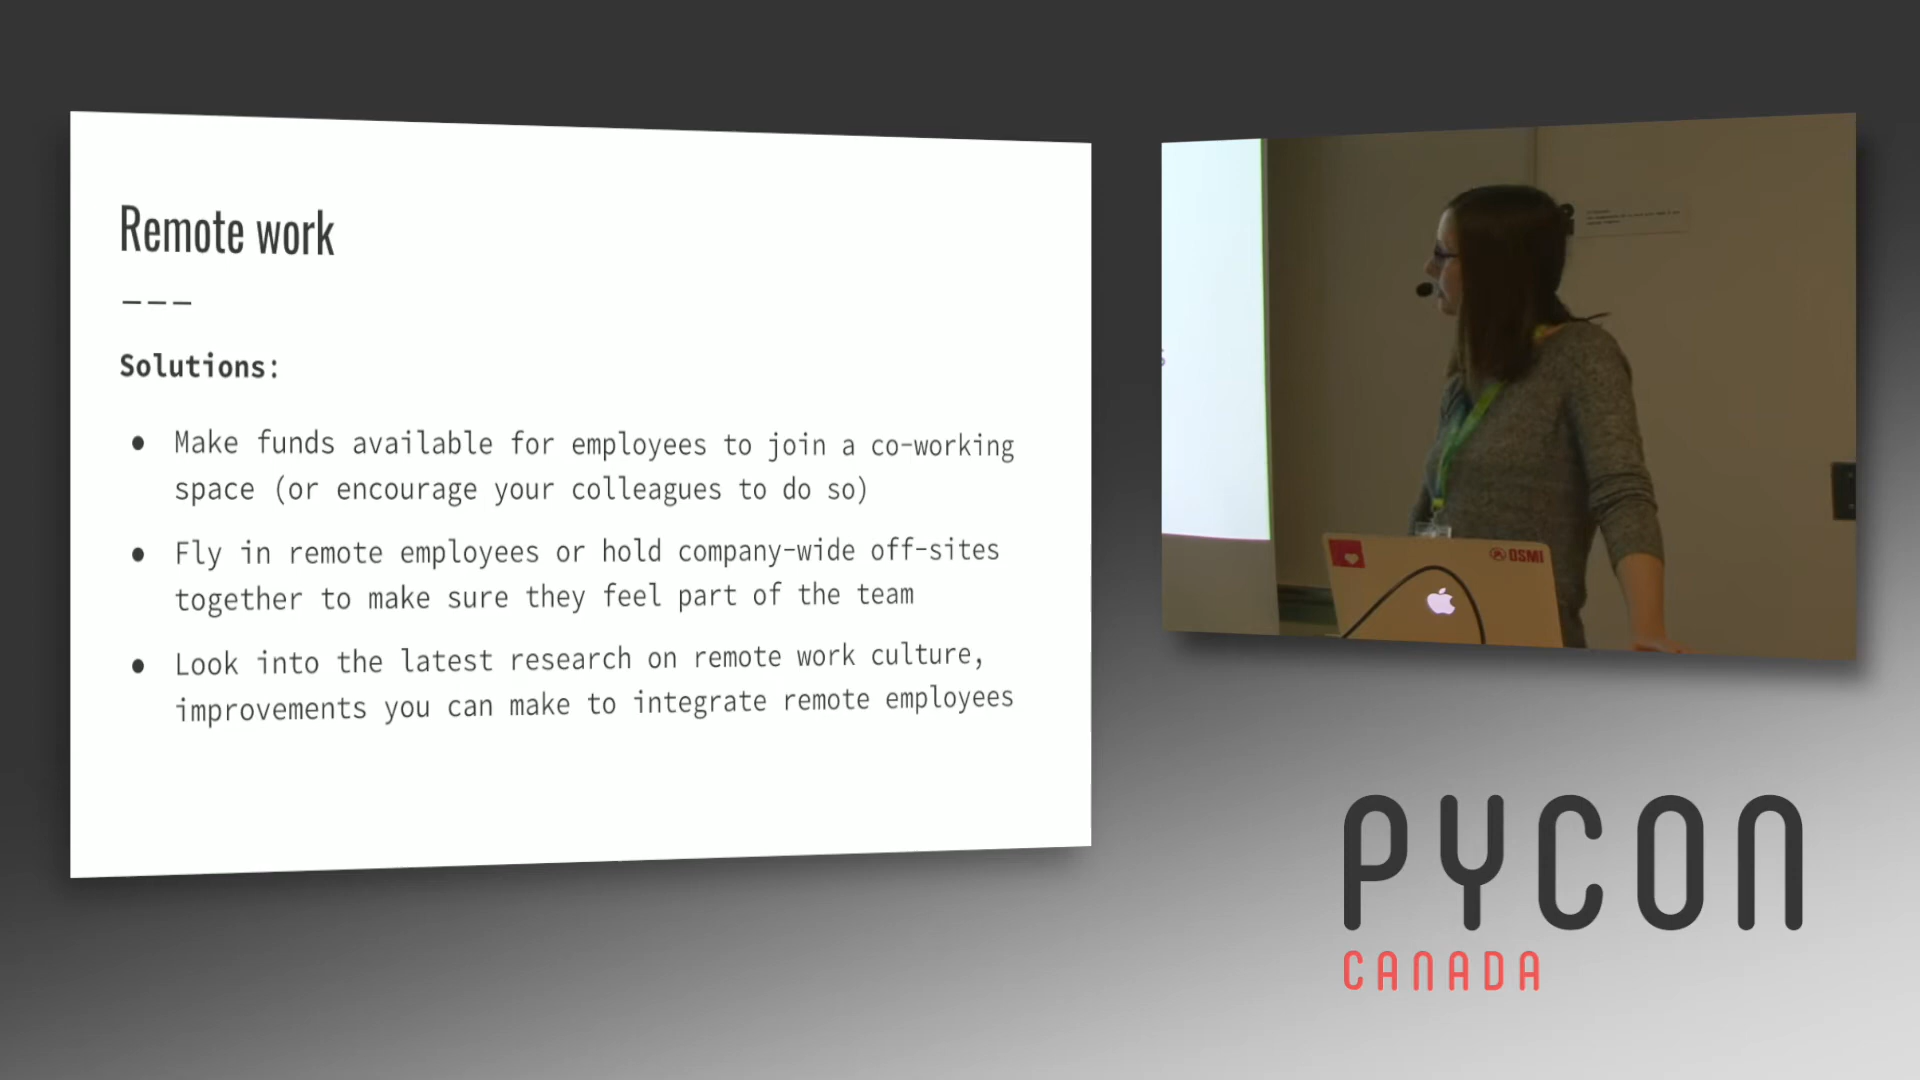 Remote work
---
Solutions:
● Make funds available for employees to join a co-working
space (or encourage your colleagues to do so)
● Fly in remote employees or hold company-wide off-sites
together to make sure they feel part of the team
● Look into the latest research on remote work culture,
improvements you can make to integrate remote employees
OSMI
PYCON
CANADA